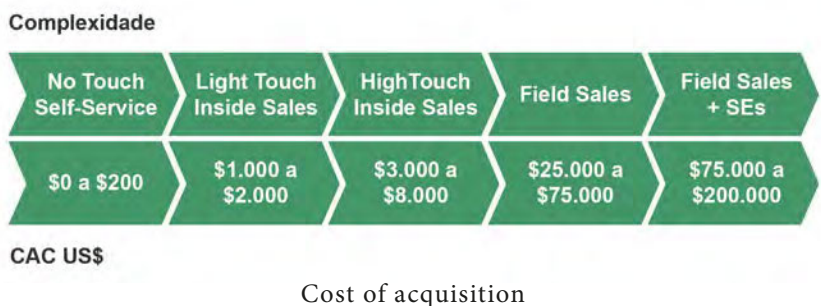 Complexidade
No Touch
Self-Service
Light Touch
Inside Sales
HighTouch
Inside Sales
Field Sales
Field Sales
+ SEs
$0 a $200
$1.000 a
$2.000
$3.000 a
$8.000
$25.000 a
$75.000
$75.000 a
$200.000
CAC US$
Cost of acquisition